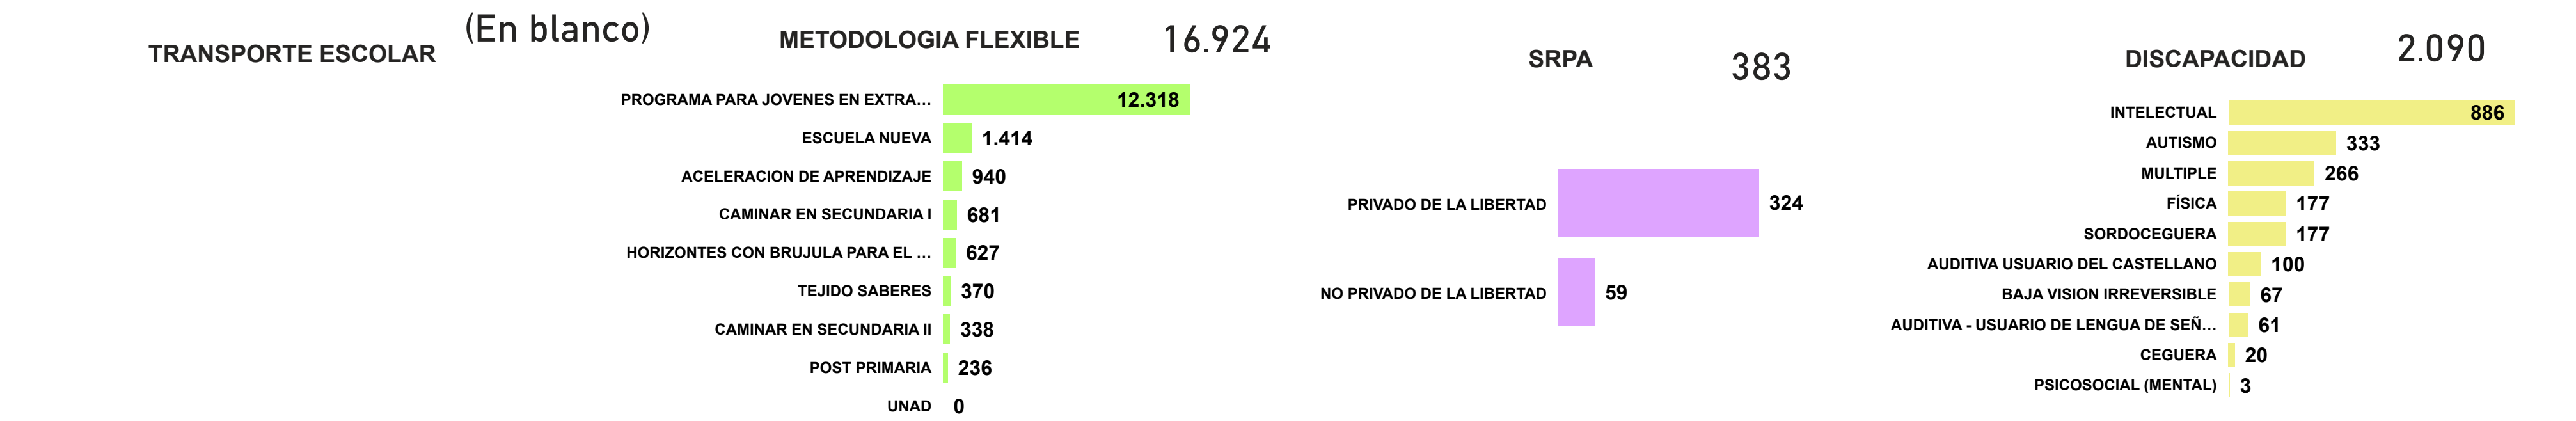 TRANSPORTE ESCOLAR
(En blanco)
METODOLOGIA FLEXIBLE
16.924
PROGRAMA PARA JOVENES EN EXTRA… 12.318
ESCUELA NUEVA 1.414
ACELERACION DE APRENDIZAJE 940
CAMINAR EN SECUNDARIA I 681
HORIZONTES CON BRUJULA PARA EL … 627
TEJIDO SABERES 370
CAMINAR EN SECUNDARIA II 338
POST PRIMARIA 236
UNAD 0
SRPA
383
PRIVADO DE LA LIBERTAD 324
NO PRIVADO DE LA LIBERTAD 59
DISCAPACIDAD
2.090
INTELECTUAL 886
AUTISMO 333
MULTIPLE 266
FÍSICA 177
SORDOCEGUERA 177
AUDITIVA USUARIO DEL CASTELLANO 100
BAJA VISION IRREVERSIBLE 67
AUDITIVA - USUARIO DE LENGUA DE SEÑ… 61
CEGUERA 20
PSICOSOCIAL (MENTAL) 3